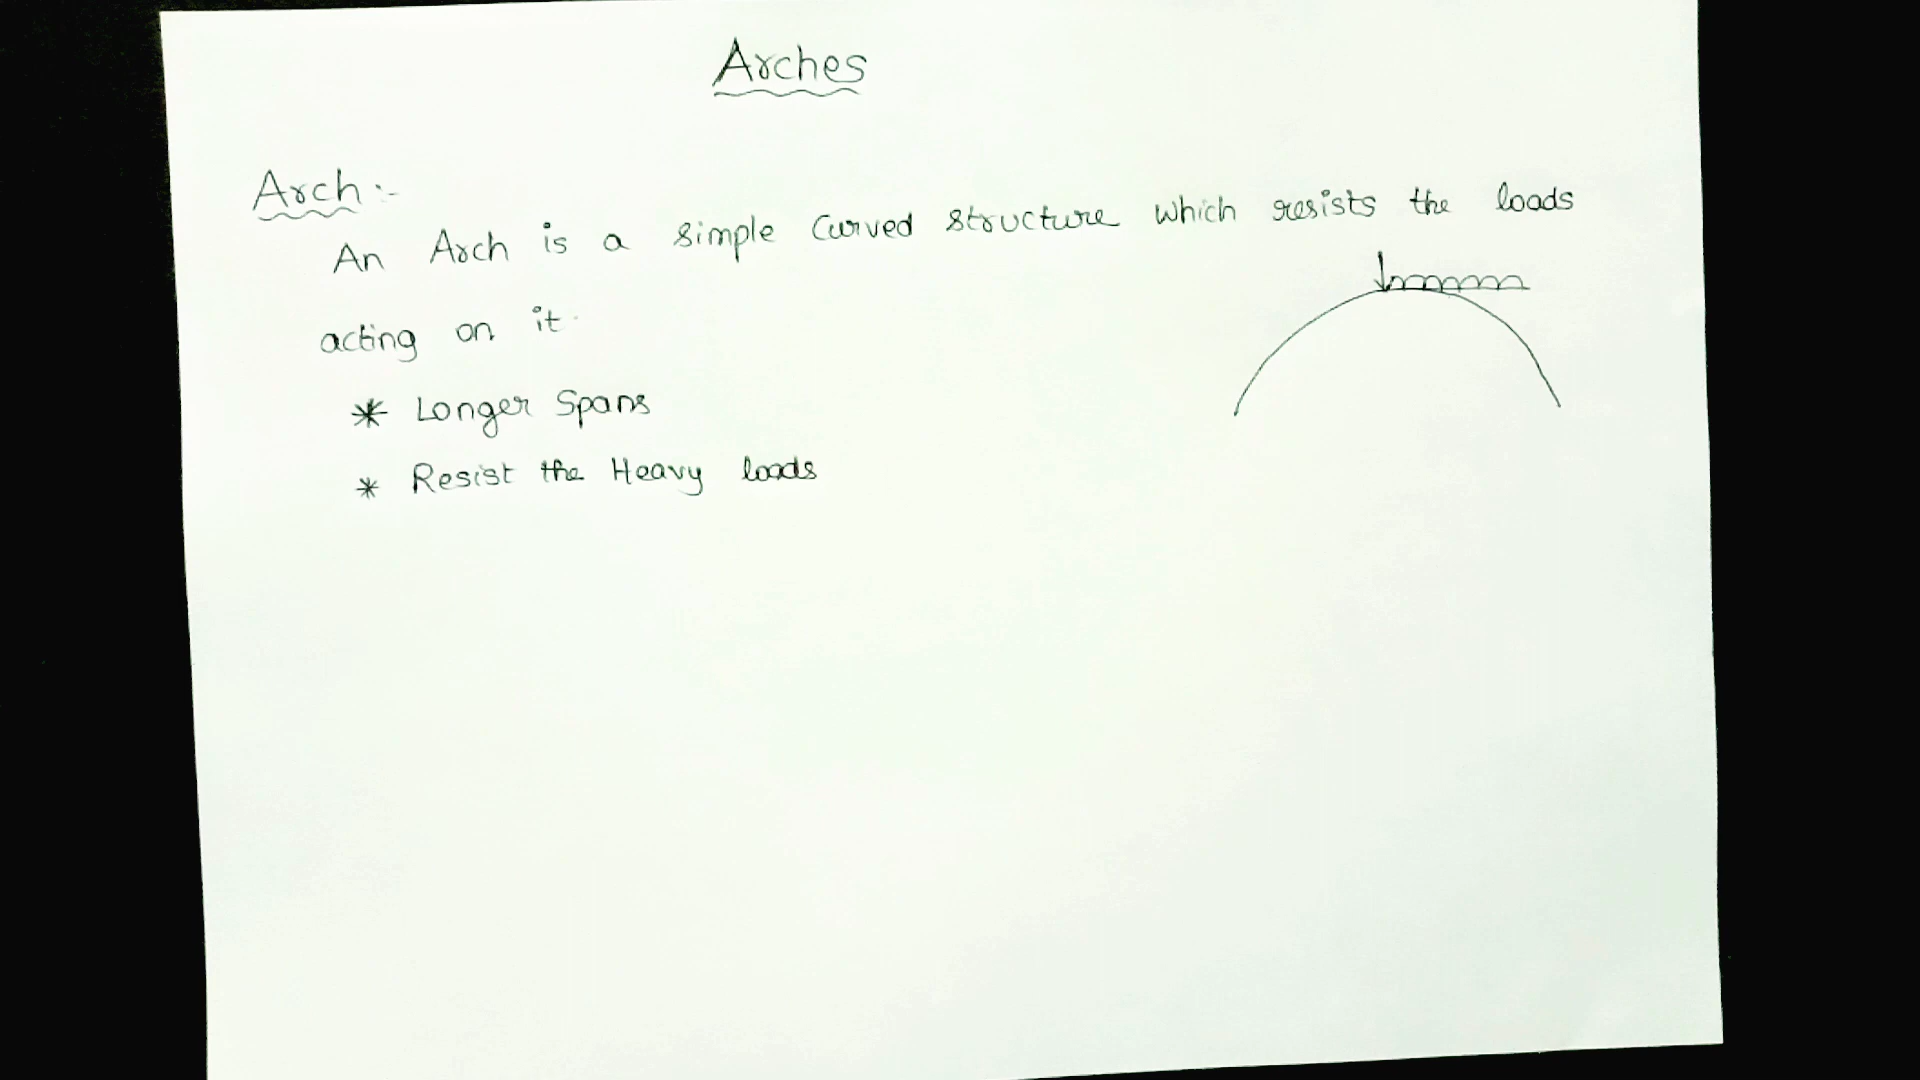 Arches
Arch :-
An Arch is a simple Curved structure which resists the loads
acting on it.
* Longer Spans
* Resist the Heavy loads